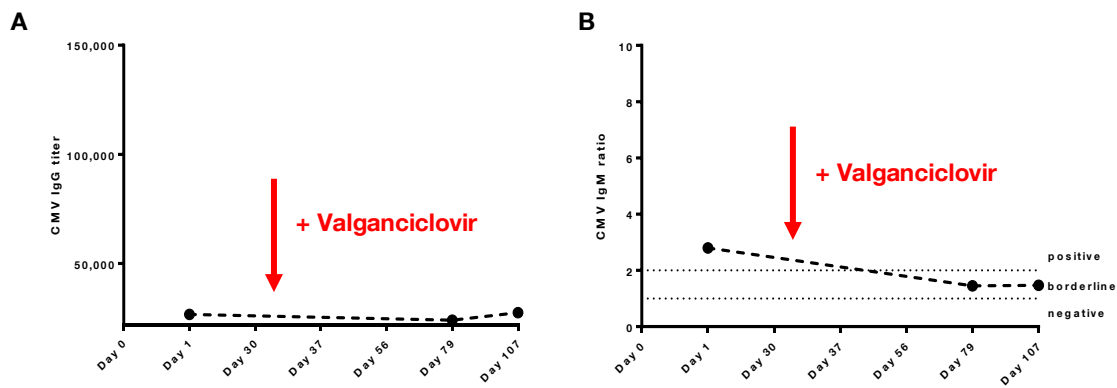 A
150,000
100,000
50,000
CMV IgG titer
+ Valganciclovir
Day 0
Day 1
Day 30
Day 37
Day 56
Day 79
Day 107
B
10
8
6
4
2
0
CMV IgM ratio
+ Valganciclovir
positive
borderline
negative
Day 0
Day 1
Day 30
Day 37
Day 56
Day 79
Day 107